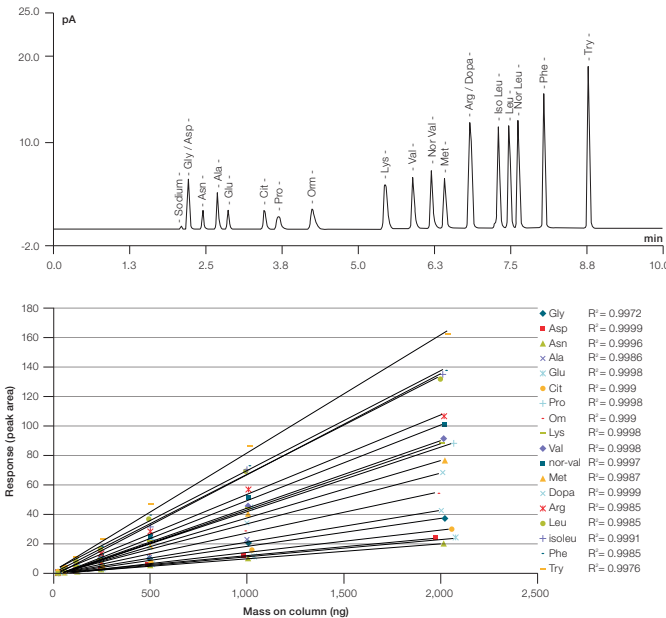 25.0
pA
20.0
10.0
-2.0
Sodium -
Gly / Asp -
Asn -
Ala -
Glu -
Cit -
Pro -
Orm -
Lys -
Val -
Nor Val -
Met -
Arg / Dopa -
Iso Leu -
Leu -
Nor Leu -
Phe -
Try -
min
0.0 1.3 2.5 3.8 5.0 6.3 7.5 8.8 10.0
Response (peak area)
180
160
140
120
100
80
60
40
20
0
0 500 1,000 1,500 2,000 2,500
Mass on column (ng)
Gly R²= 0.9972
Asp R²= 0.9999
Asn R²= 0.9996
Ala R²= 0.9986
Glu R²= 0.9998
Cit R²= 0.999
Pro R²= 0.9998
Om R²= 0.999
Lys R²= 0.9998
Val R²= 0.9998
nor-val R²= 0.9997
Met R²= 0.9987
Dopa R²= 0.9999
Arg R²= 0.9985
Leu R²= 0.9985
isoleu R²= 0.9991
Phe R²= 0.9985
Try R²= 0.9976